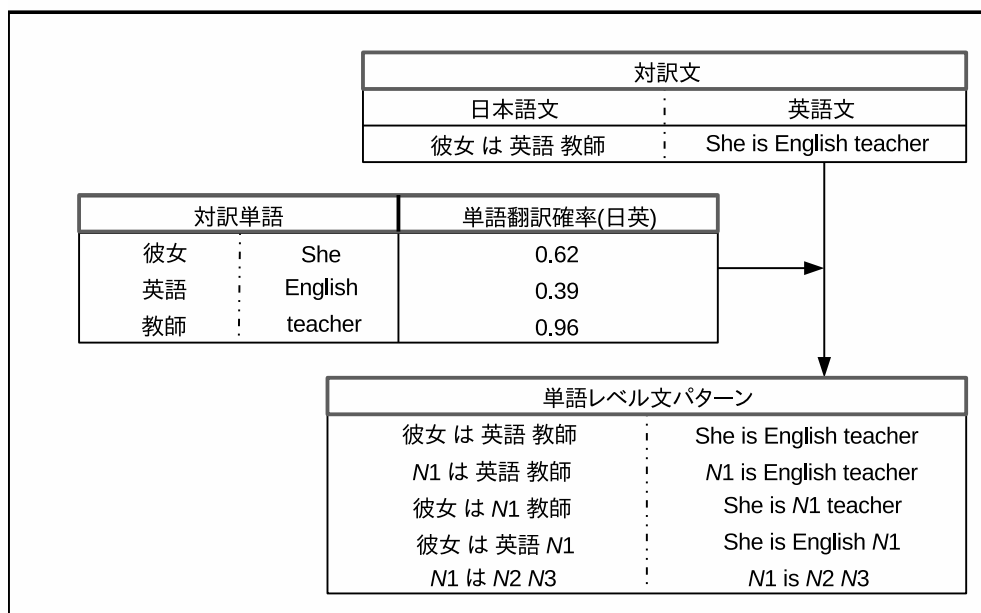 対訳文
日本語文 英語文
彼女 は 英語 教師 She is English teacher
対訳単語 単語翻訳確率(日英)
彼女 She 0.62
英語 English 0.39
教師 teacher 0.96
単語レベル文パターン
彼女 は 英語 教師 She is English teacher
N1 は 英語 教師 N1 is English teacher
彼女 は N1 教師 She is N1 teacher
彼女 は 英語 N1 She is English N1
N1 は N2 N3 N1 is N2 N3